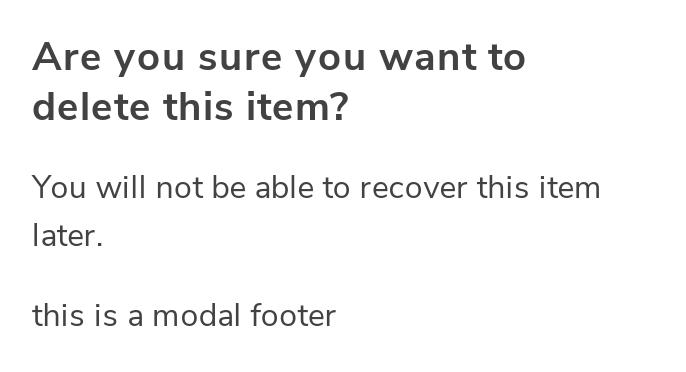 Are you sure you want to
delete this item?
You will not be able to recover this item
later.
this is a modal footer